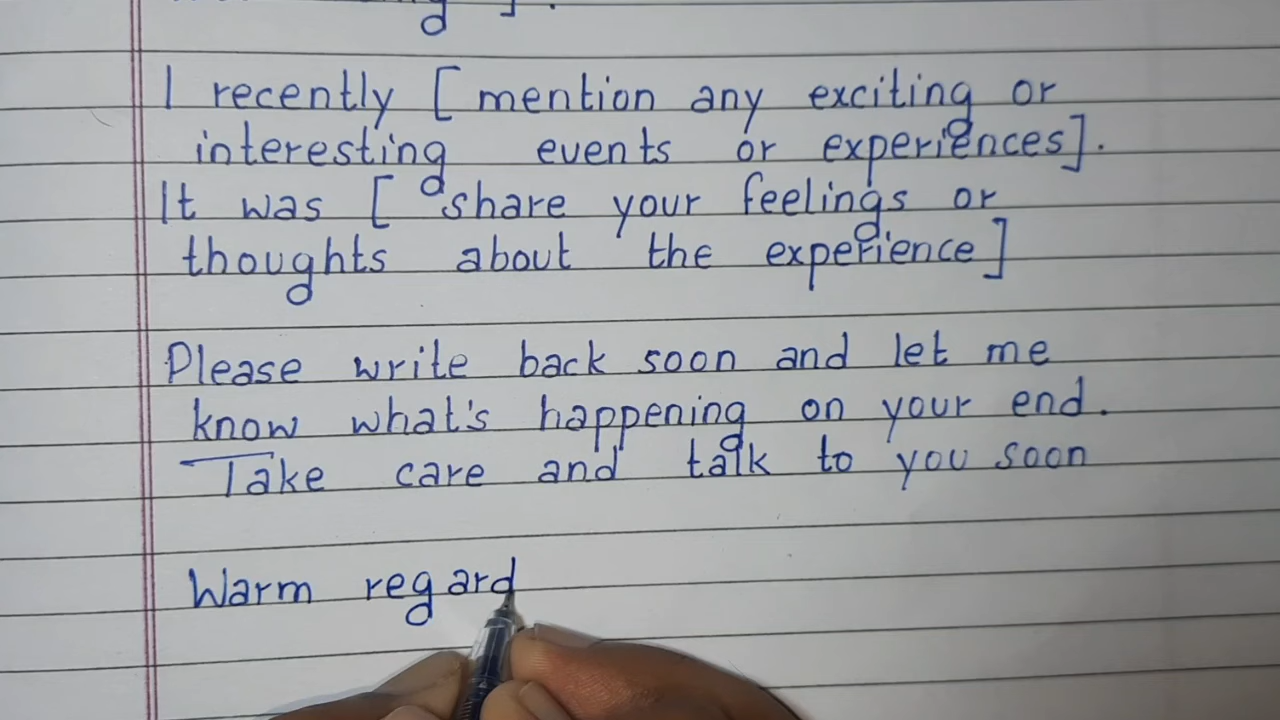 I recently [ mention any exciting or
interesting events or experiences].
It was [ share your feelings or
thoughts about the experience]
Please write back soon and let me
know what's happening on your end.
Take care and talk to you soon
Warm regard